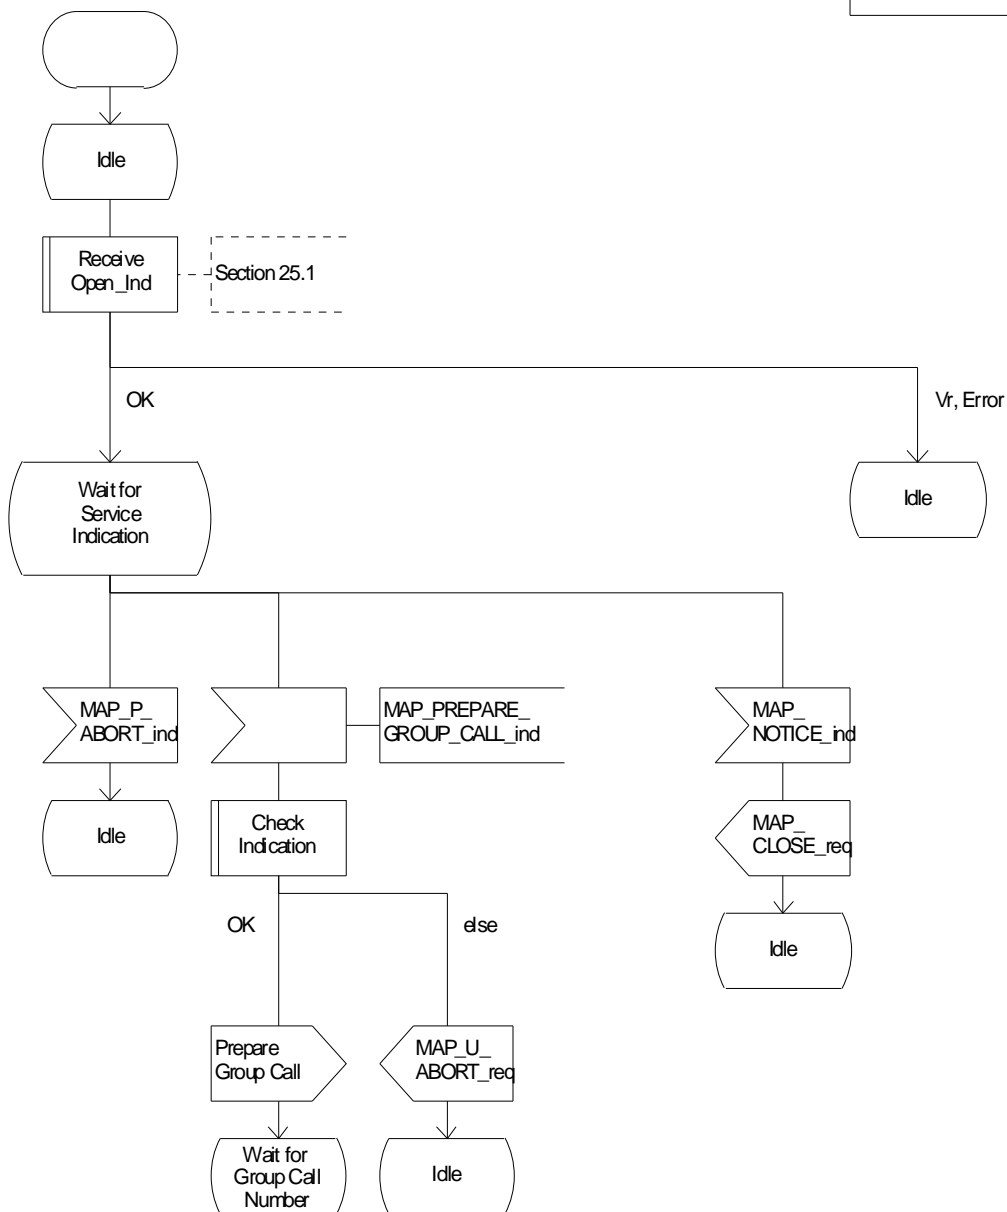 Idle
Receive
Open_Ind
Section 25.1
OK
Vr, Error
Wait for
Service
Indication
Idle
MAP_P_
ABORT_ind
MAP_PREPARE_
GROUP_CALL_ind
MAP_
NOTICE_ind
Idle
Check
Indication
MAP_
CLOSE_req
OK
else
Idle
Prepare
Group Call
MAP_U_
ABORT_req
Wait for
Group Call
Number
Idle